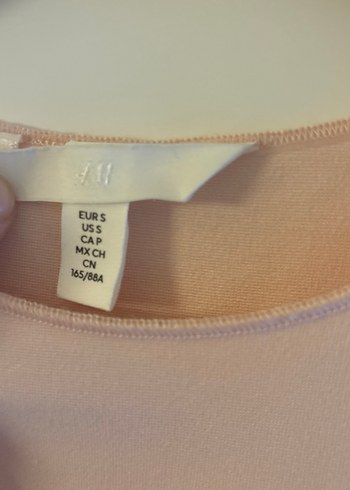 EUR S
US S
CA P
MX CH
CN
165/88A